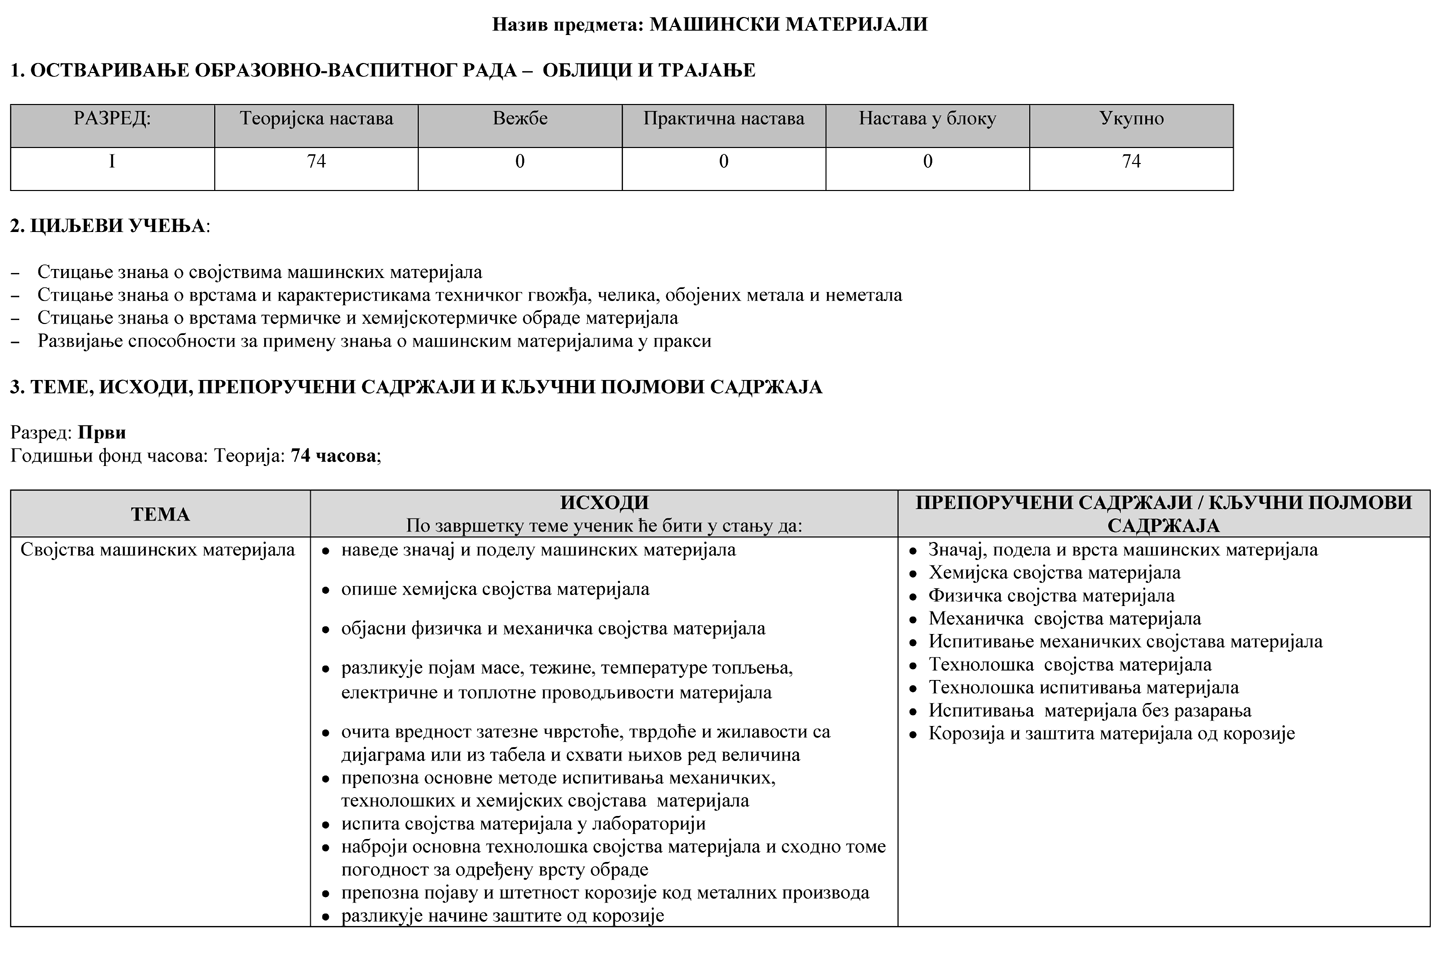 Назив предмета: МАШИНСКИ МАТЕРИЈАЛИ
1. ОСТВАРИВАЊЕ ОБРАЗОВНО-ВАСПИТНОГ РАДА – ОБЛИЦИ И ТРАЈАЊЕ
РАЗРЕД: Теоријска настава Вежбе Практична настава Настава у блоку Укупно
I 74 0 0 0 74
2. ЦИЉЕВИ УЧЕЊА:
– Стицање знања о својствима машинских материјала
– Стицање знања о врстама и карактеристикама техничког гвожђа, челика, обојених метала и неметала
– Стицање знања о врстама термичке и хемијскотермичке обраде материјала
– Развијање способности за примену знања о машинским материјалима у пракси
3. ТЕМЕ, ИСХОДИ, ПРЕПОРУЧЕНИ САДРЖАЈИ И КЉУЧНИ ПОЈМОВИ САДРЖАЈА
Разред: Први
Годишњи фонд часова: Теорија: 74 часова;
ТЕМА
ИСХОДИ
По завршетку теме ученик ће бити у стању да:
ПРЕПОРУЧЕНИ САДРЖАЈИ / КЉУЧНИ ПОЈМОВИ
САДРЖАЈА
Својства машинских материјала
• наведе значај и поделу машинских материјала
• опише хемијска својства материјала
• објасни физичка и механичка својства материјала
• разликује појам масе, тежине, температуре топљења,
електричне и топлотне проводљивости материјала
• очита вредност затезне чврстоће, тврдоће и жилавости са
дијаграма или из табела и схвати њихов ред величина
• препозна основне методе испитивања механичких,
технолошких и хемијских својстава материјала
• испита својства материјала у лабораторији
• наброји основна технолошка својства материјала и сходно томе
погодност за одређену врсту обраде
• препозна појаву и штетност корозије код металних производа
• разликује начине заштите од корозије
• Значај, подела и врста машинских материјала
• Хемијска својства материјала
• Физичка својства материјала
• Механичка својства материјала
• Испитивање механичких својстава материјала
• Технолошка својства материјала
• Технолошка испитивања материјала
• Испитивања материјала без разарања
• Корозија и заштита материјала од корозије